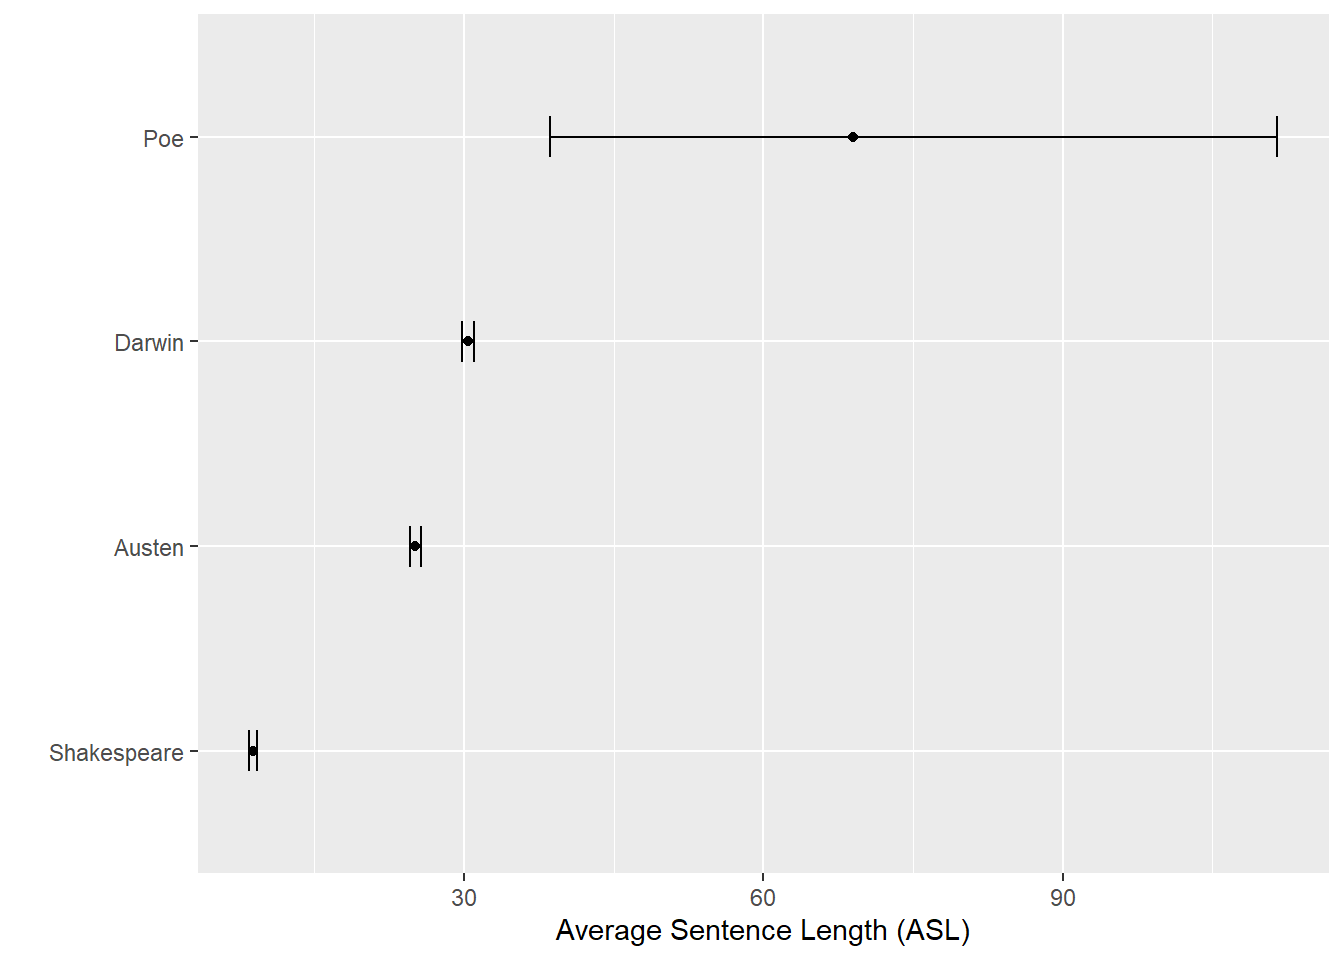 Poe
Darwin
Austen
Shakespeare
30 60 90
Average Sentence Length (ASL)